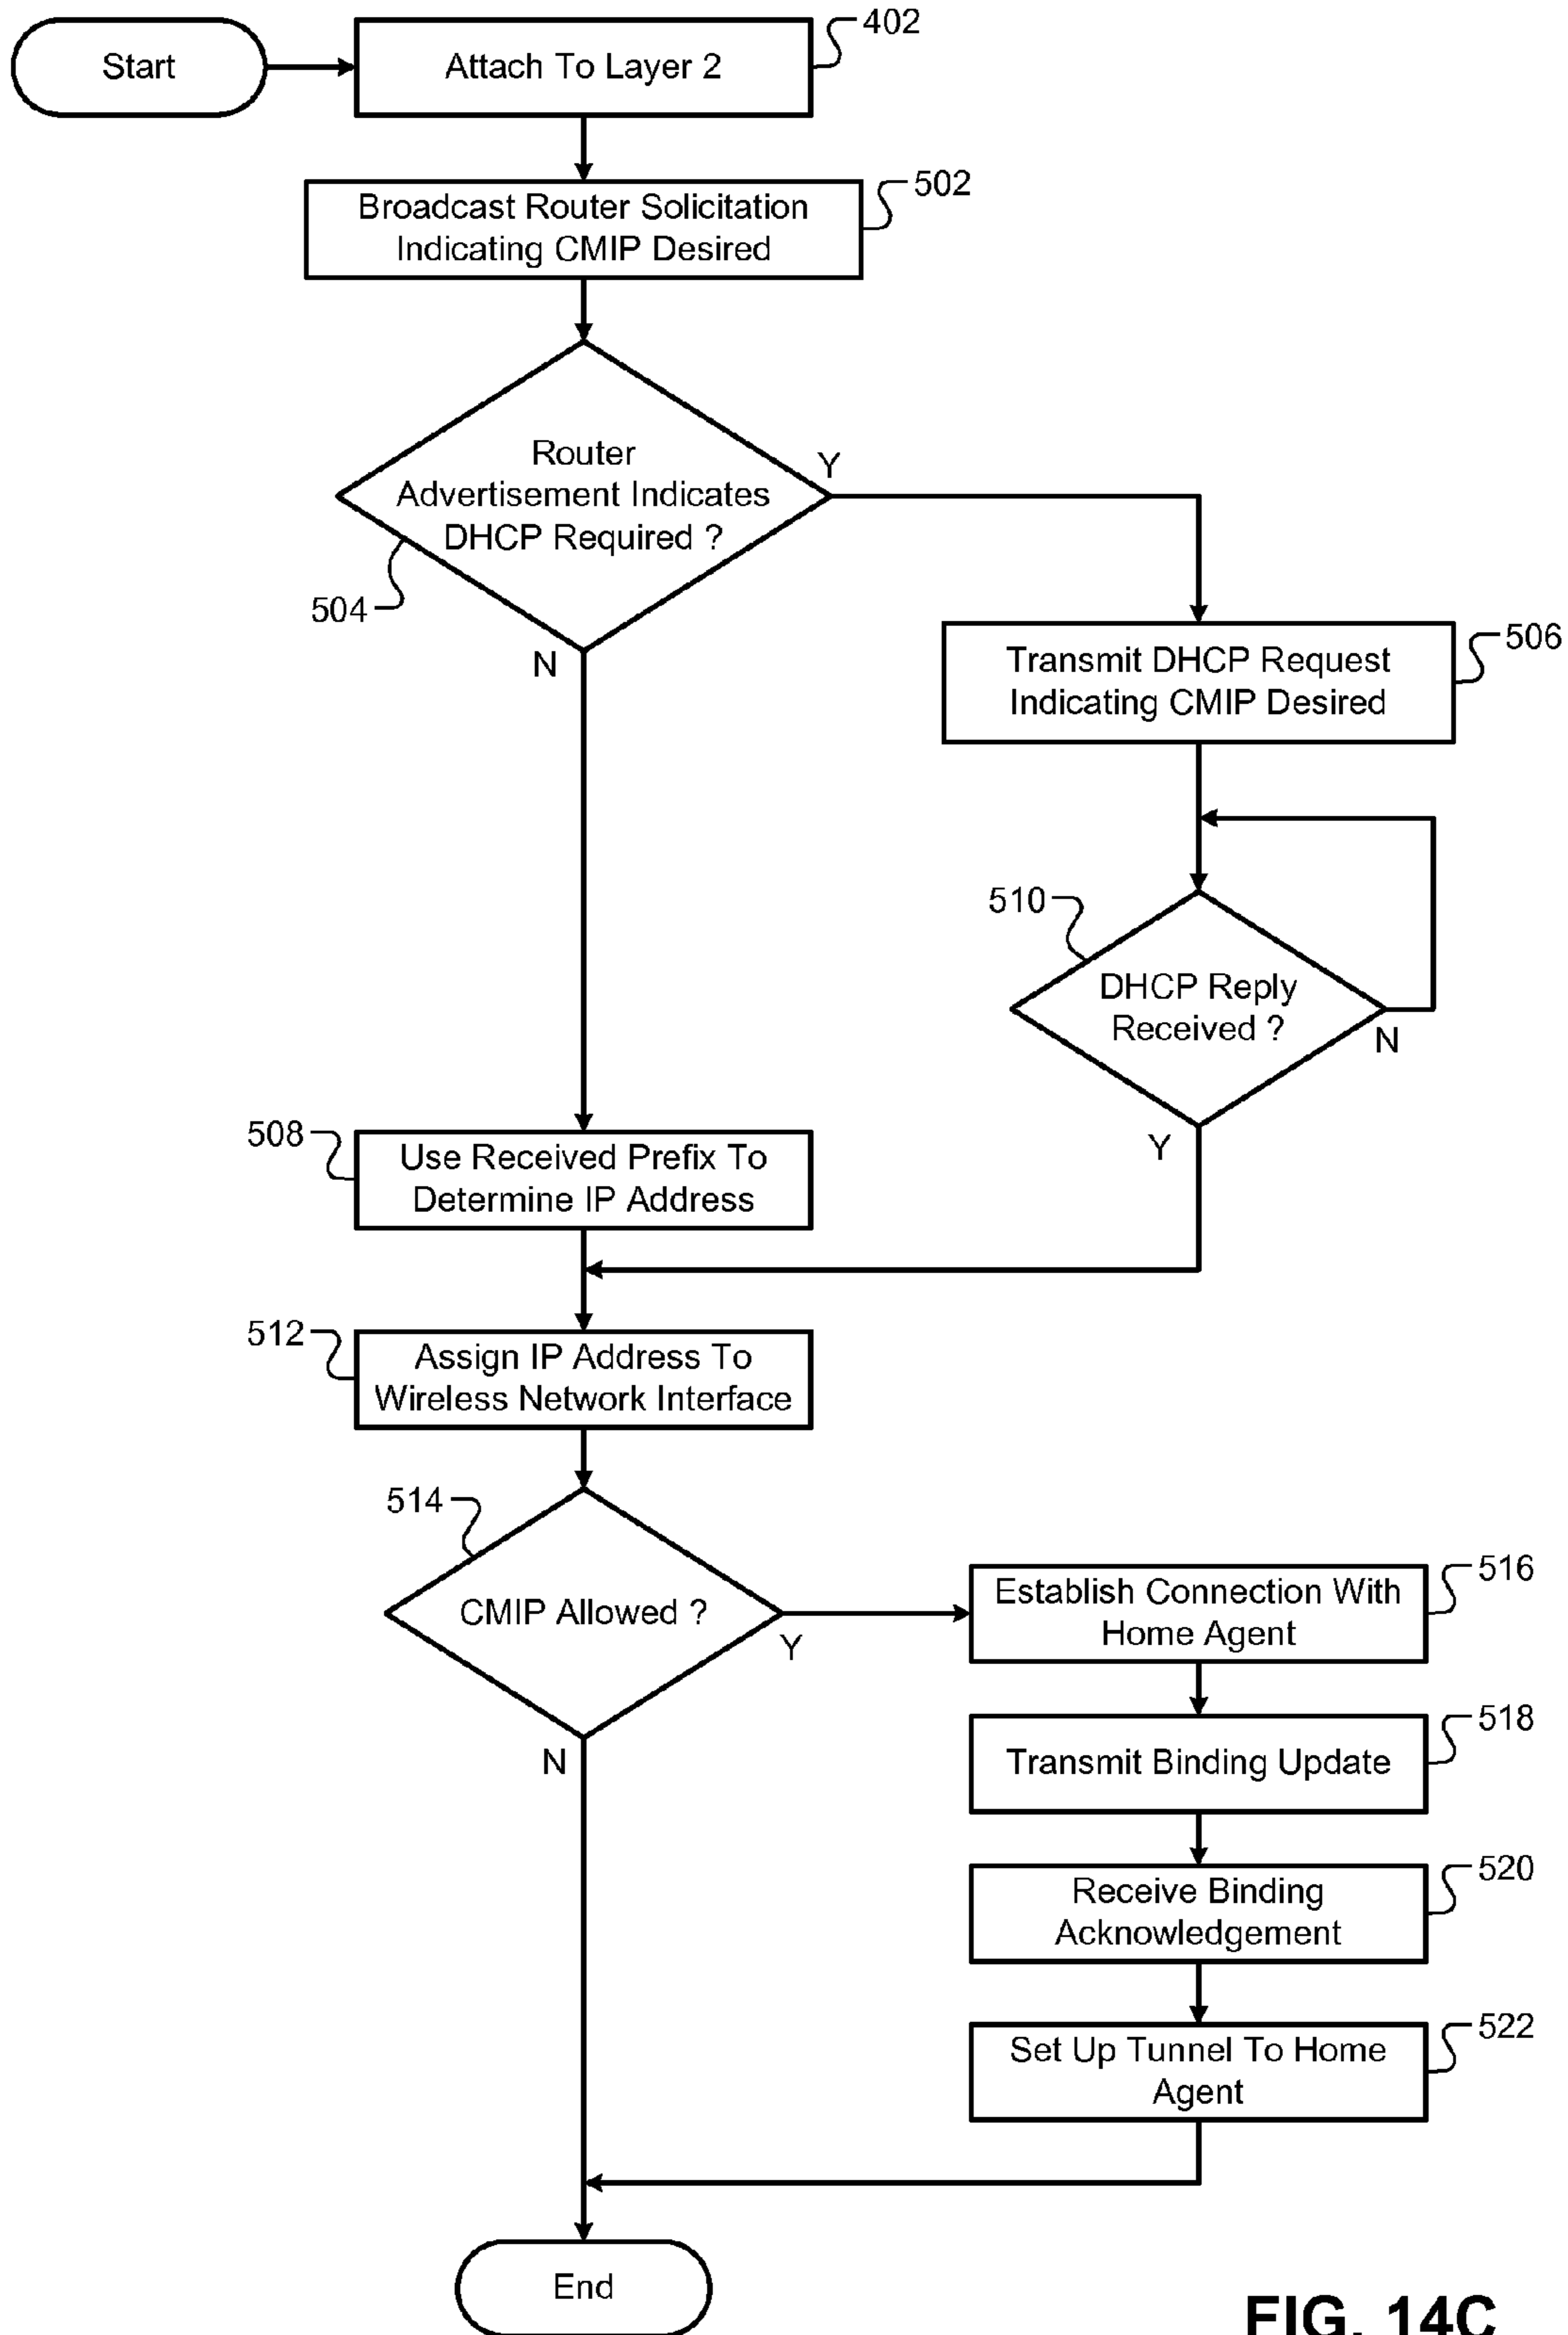 Start
Attach To Layer 2
402
Broadcast Router Solicitation
Indicating CMIP Desired
502
Router
Advertisement Indicates
DHCP Required ?
Y
504
N
Transmit DHCP Request
Indicating CMIP Desired
506
510
DHCP Reply
Received ?
N
Y
508
Use Received Prefix To
Determine IP Address
512
Assign IP Address To
Wireless Network Interface
514
CMIP Allowed ?
Y
N
Establish Connection With
Home Agent
516
Transmit Binding Update
518
Receive Binding
Acknowledgement
520
Set Up Tunnel To Home
Agent
522
End
FIG. 14C